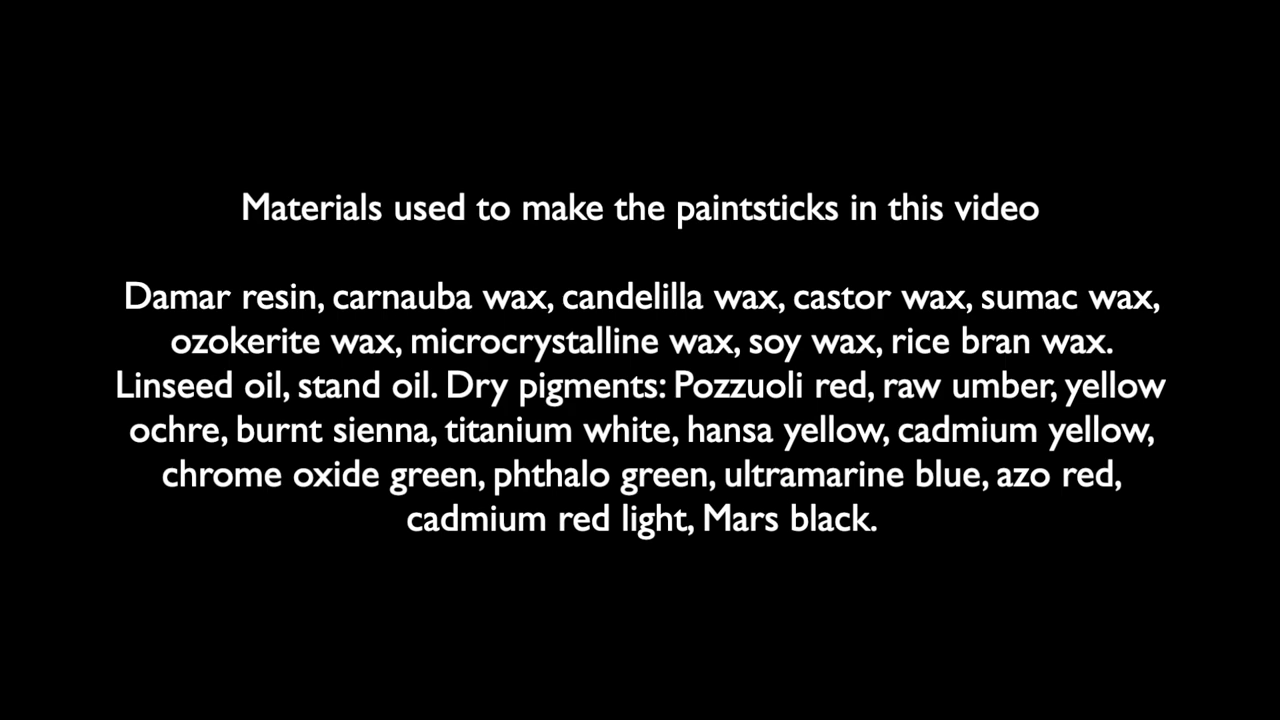 Materials used to make the paintsticks in this video
Damar resin, carnauba wax, candelilla wax, castor wax, sumac wax,
ozokerite wax, microcrystalline wax, soy wax, rice bran wax.
Linseed oil, stand oil. Dry pigments: Pozzuoli red, raw umber, yellow
ochre, burnt sienna, titanium white, hansa yellow, cadmium yellow,
chrome oxide green, phthalo green, ultramarine blue, azo red,
cadmium red light, Mars black.